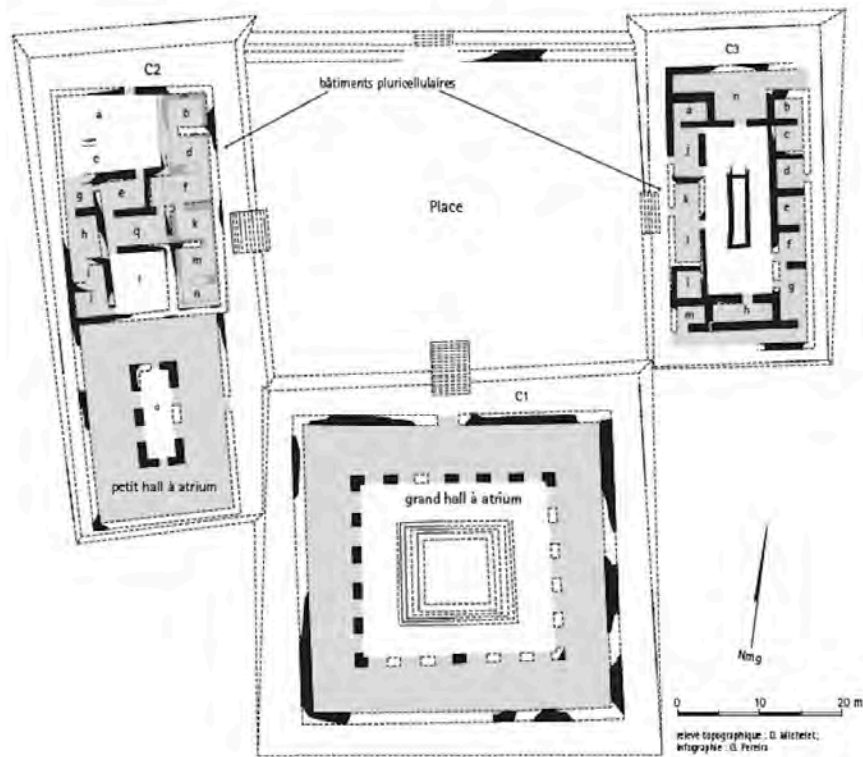 C2
C3
bâtiments pluricellulaires
a
b
c
d
e
f
g
h
k
q
m
n
j
i
Place
n
a
b
j
c
d
k
e
l
f
g
h
m
C1
petit hall à atrium
grand hall à atrium
Nmg
0 10 20 m
relevé topographique : D. Michelet;
infographie : G. Pereira